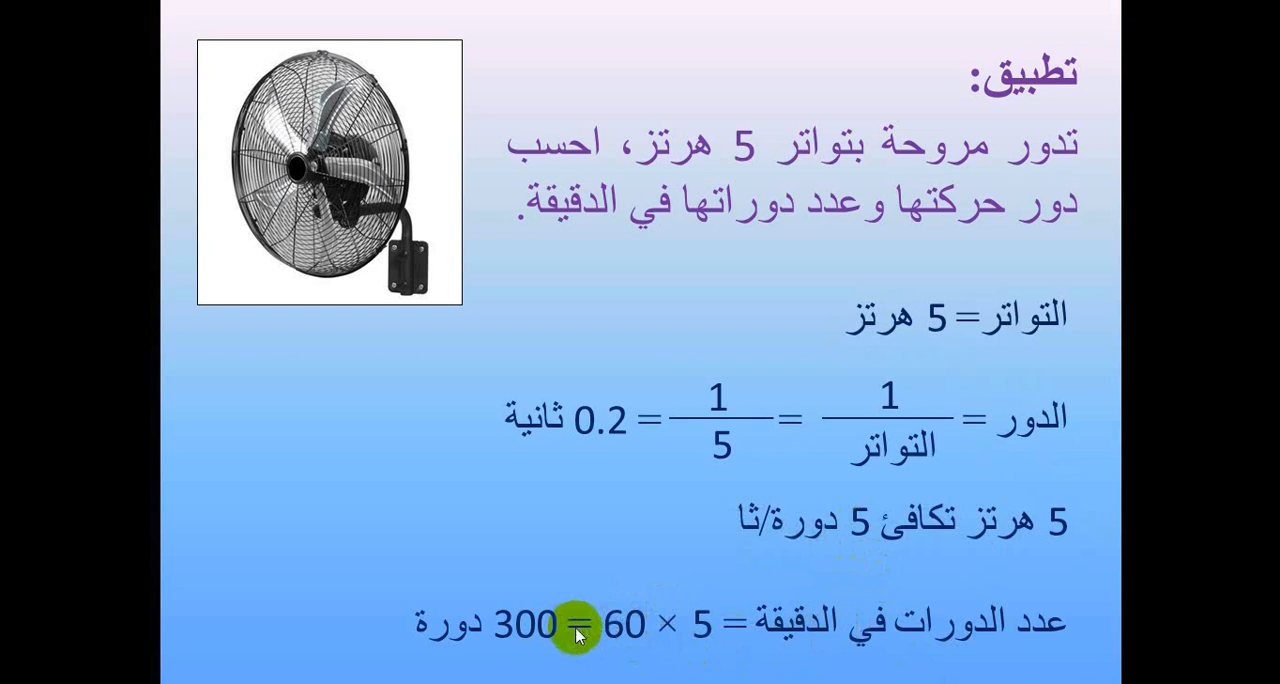 تطبيق:
تدور مروحة بتواتر 5 هرتز، احسب
دور حركتها وعدد دوراتها في الدقيقة.
التواتر= 5 هرتز
الدور = 1/التواتر = 1/5 = 0.2 ثانية
5 هرتز تكافئ 5 دورة/ثا
عدد الدورات في الدقيقة = 5 × 60 = 300 دورة